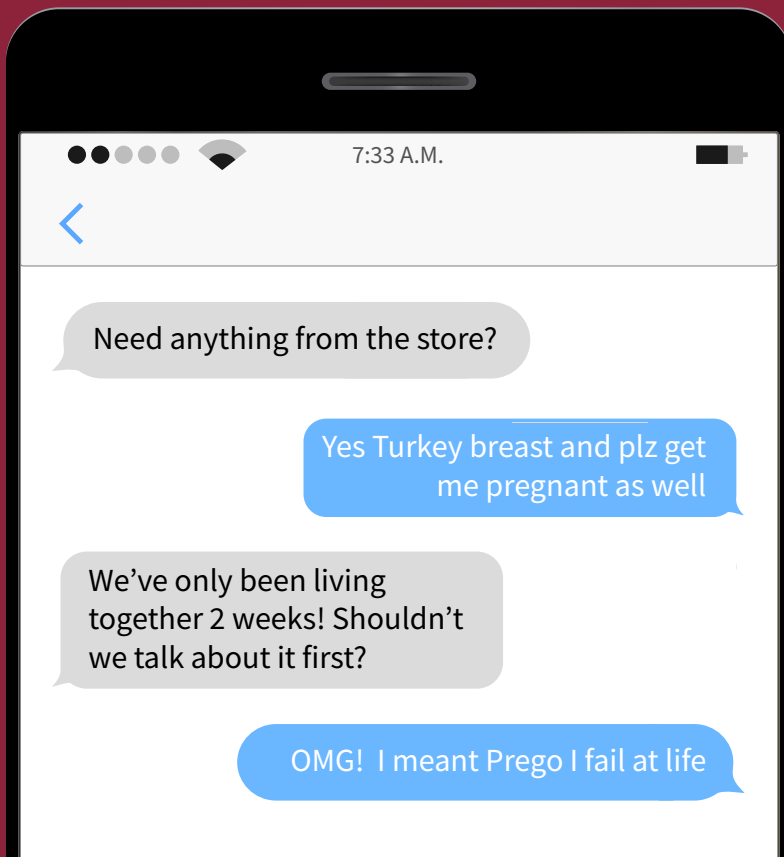 7:33 A.M.
Need anything from the store?
Yes Turkey breast and plz get
me pregnant as well
We’ve only been living
together 2 weeks! Shouldn’t
we talk about it first?
OMG!  I meant Prego I fail at life